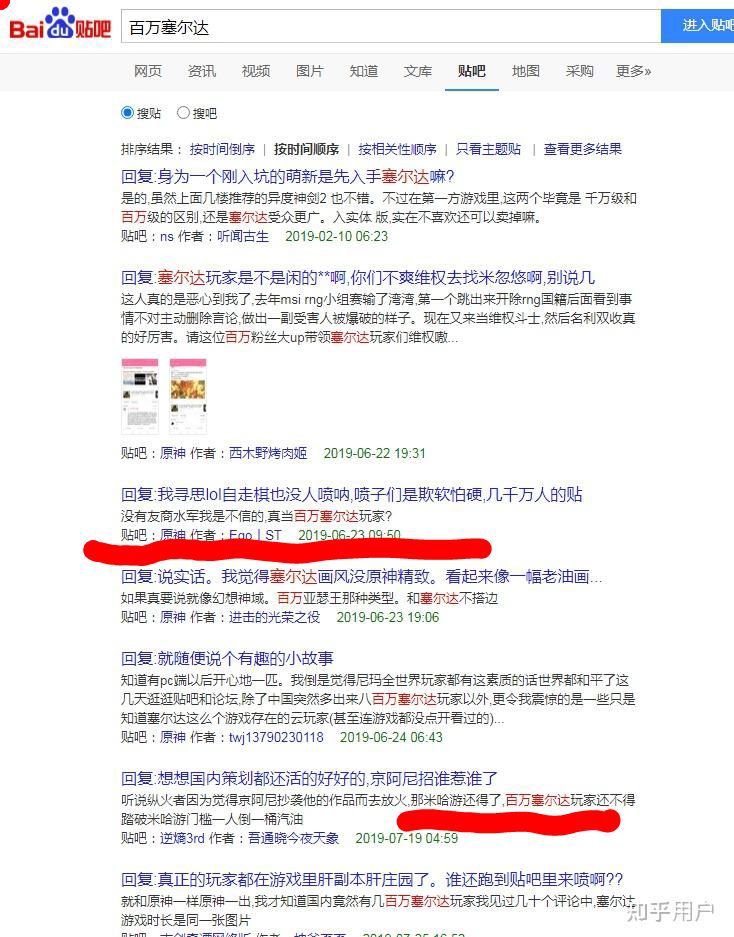 Bai du 贴吧 百万塞尔达 进入贴吧
网页 资讯 视频 图片 知道 文库 贴吧 地图 采购 更多»
搜贴 搜吧
排序结果： 按时间倒序 | 按时间顺序 | 按相关性顺序 | 只看主题贴 | 查看更多结果
回复:身为一个刚入坑的萌新是先入手塞尔达嘛?
是的,虽然上面几楼推荐的异度神剑2 也不错。不过在第一方游戏里,这两个毕竟是 千万级和
百万级的区别,还是塞尔达受众更广。入实体 版,实在不喜欢还可以卖掉嘛。
贴吧：ns 作者：听闻古生 2019-02-10 06:23
回复:塞尔达玩家是不是闲的**啊,你们不爽维权去找米忽悠啊,别说几
这人真的是恶心到我了,去年msi rng小组赛输了湾湾,第一个跳出来开除rng国籍后面看到事
情不对主动删除言论,做出一副受害人被爆破的样子。现在又来当维权斗士,然后名利双收真
的好厉害。请这位百万粉丝大up带领塞尔达玩家们维权嗷...
贴吧：原神 作者：西木野烤肉姬 2019-06-22 19:31
回复:我寻思lol自走棋也没人喷呐,喷子们是欺软怕硬,几千万人的贴
没有友商水军我是不信的,真当百万塞尔达玩家?
贴吧：原神 作者：Ego丨ST 2019-06-23 09:50
回复:说实话。我觉得塞尔达画风没原神精致。看起来像一幅老油画...
如果真要说就像幻想神域。百万亚瑟王那种类型。和塞尔达不搭边
贴吧：原神 作者：进击的光荣之役 2019-06-23 19:06
回复:就随便说个有趣的小故事
知道有pc端以后开心地一匹。我倒是觉得尼玛全世界玩家都有这素质的话世界都和平了这
几天逛逛贴吧和论坛,除了中国突然多出来八百万塞尔达玩家以外,更令我震惊的是一些只是
知道塞尔达这么个游戏存在的云玩家(甚至连游戏都没点开看过的)...
贴吧：原神 作者：twj13790230118 2019-06-24 06:43
回复:想想国内策划都还活的好好的,京阿尼招谁惹谁了
听说纵火者因为觉得京阿尼抄袭他的作品而去放火,那米哈游还得了,百万塞尔达玩家还不得
踏破米哈游门槛一人倒一桶汽油
贴吧：逆熵3rd 作者：吾通晓今夜天象 2019-07-19 04:59
回复:真正的玩家都在游戏里肝副本肝庄园了。谁还跑到贴吧里来喷啊??
就和原神一样原神一出,我才知道国内竟然有几百万塞尔达玩家我见过几十个评论中,塞尔达
游戏时长是同一张图片
知乎用户